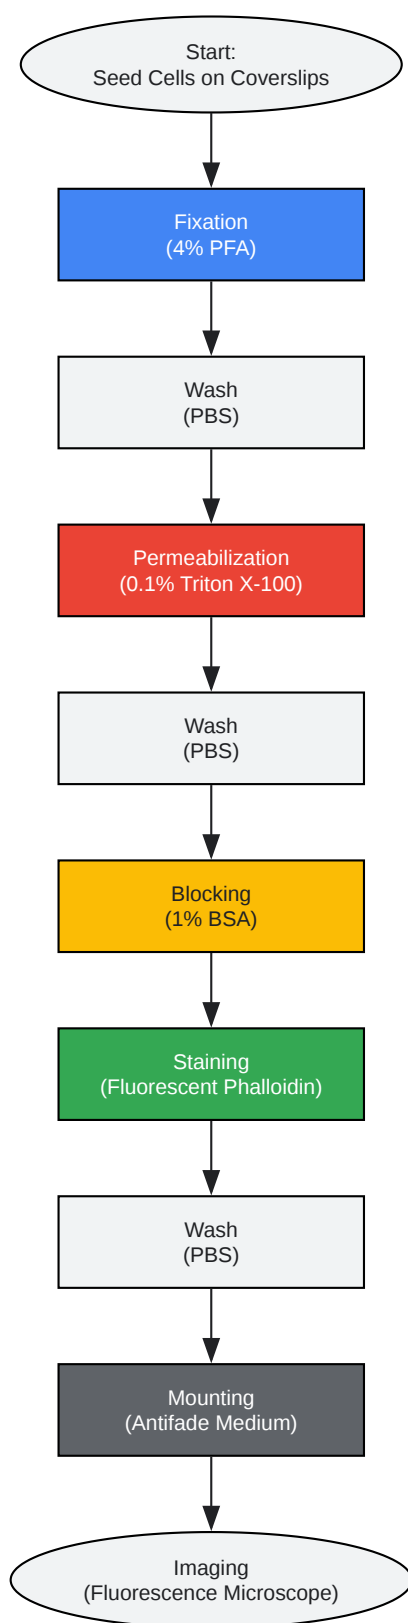 Start:
Seed Cells on Coverslips
Fixation
(4% PFA)
Wash
(PBS)
Permeabilization
(0.1% Triton X-100)
Wash
(PBS)
Blocking
(1% BSA)
Staining
(Fluorescent Phalloidin)
Wash
(PBS)
Mounting
(Antifade Medium)
Imaging
(Fluorescence Microscope)